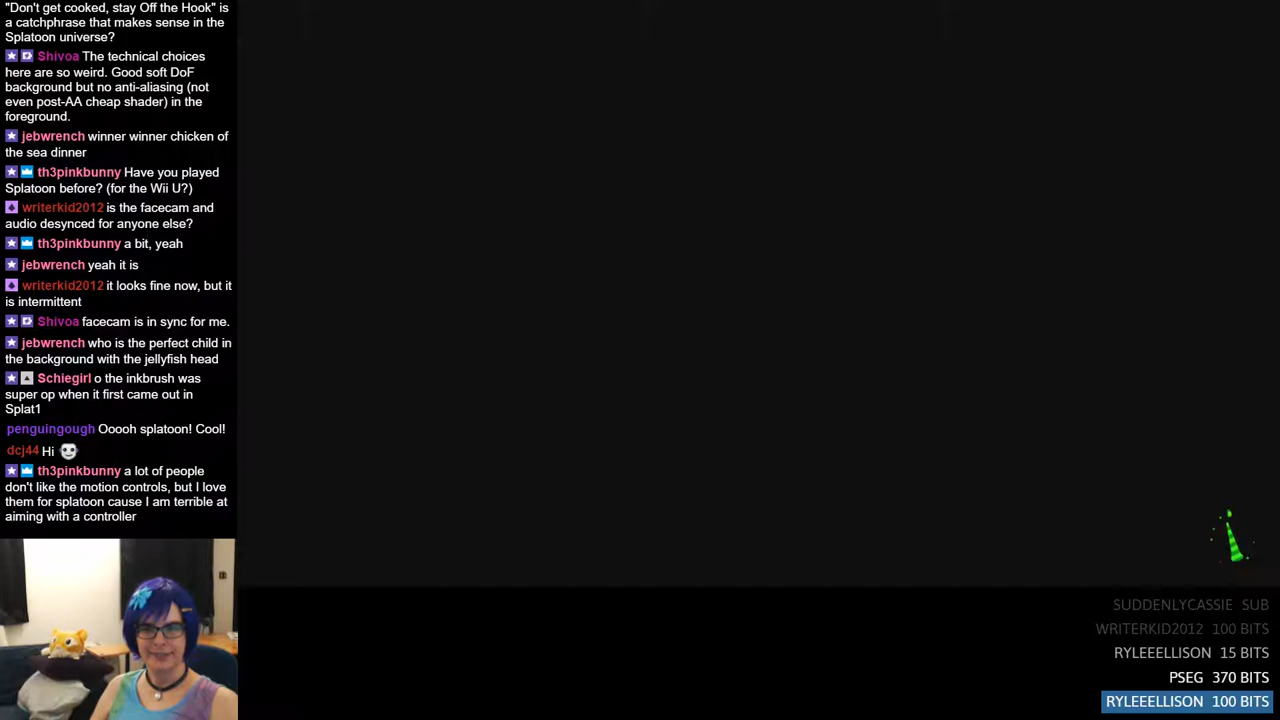 "Don't get cooked, stay Off the Hook" is
a catchphrase that makes sense in the
Splatoon universe?
Shivoa The technical choices
here are so weird. Good soft DoF
background but no anti-aliasing (not
even post-AA cheap shader) in the
foreground.
jebwrench winner winner chicken of
the sea dinner
th3pinkbunny Have you played
Splatoon before? (for the Wii U?)
writerkid2012 is the facecam and
audio desynced for anyone else?
th3pinkbunny a bit, yeah
jebwrench yeah it is
writerkid2012 it looks fine now, but it
is intermittent
Shivoa facecam is in sync for me.
jebwrench who is the perfect child in
the background with the jellyfish head
Schiegirl o the inkbrush was
super op when it first came out in
Splat1
penguingough Ooooh splatoon! Cool!
dcj44 Hi
th3pinkbunny a lot of people
don't like the motion controls, but I love
them for splatoon cause I am terrible at
aiming with a controller
SUDDENLYCASSIE SUB
WRITERKID2012 100 BITS
RYLEEELLISON 15 BITS
PSEG 370 BITS
RYLEEELLISON 100 BITS